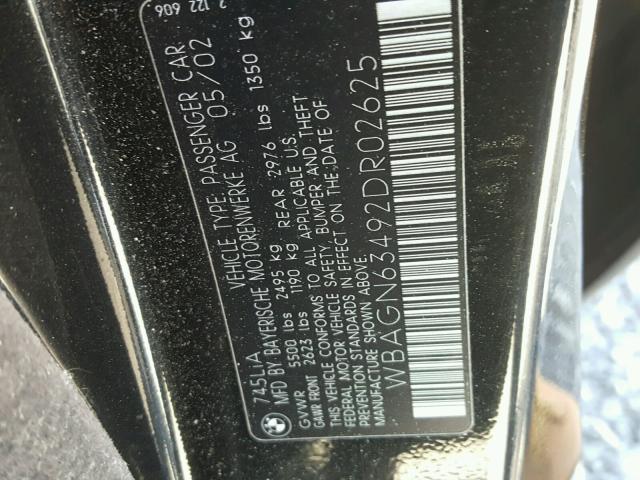 2 122 606
745LiA VEHICLE TYPE: PASSENGER CAR
MFD BY: BAYERISCHE MOTORENWERKE AG 05/02
GVWR 5500 lbs 2495 kg
GAWR FRONT 2623 lbs 1190 kg REAR 2976 lbs 1350 kg
THIS VEHICLE CONFORMS TO ALL APPLICABLE U.S.
FEDERAL MOTOR VEHICLE SAFETY, BUMPER AND THEFT
PREVENTION STANDARDS IN EFFECT ON THE DATE OF
MANUFACTURE SHOWN ABOVE.
WBAGN63492DR02625